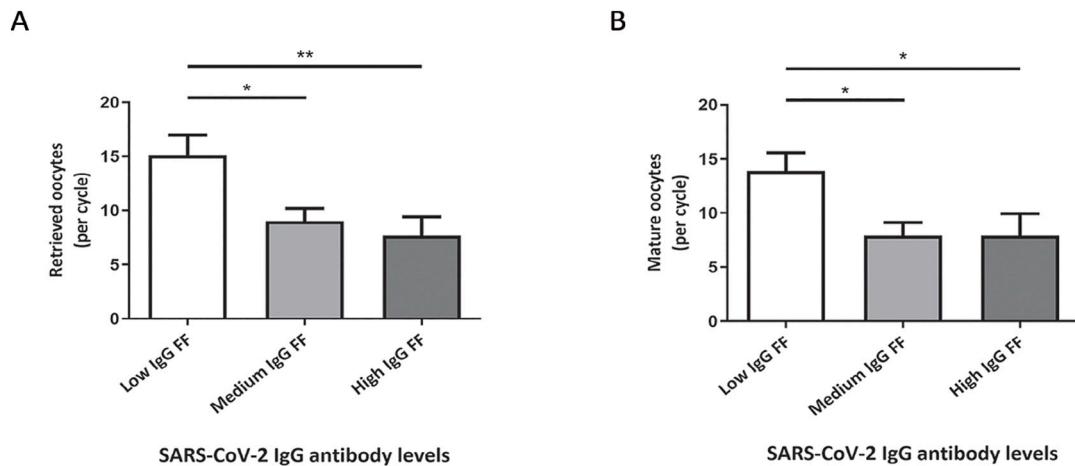 A
**
*
20
15
10
5
0
Retrieved oocytes
(per cycle)
Low IgG FF
Medium IgG FF
High IgG FF
SARS-CoV-2 IgG antibody levels
B
*
*
20
15
10
5
0
Mature oocytes
(per cycle)
Low IgG FF
Medium IgG FF
High IgG FF
SARS-CoV-2 IgG antibody levels